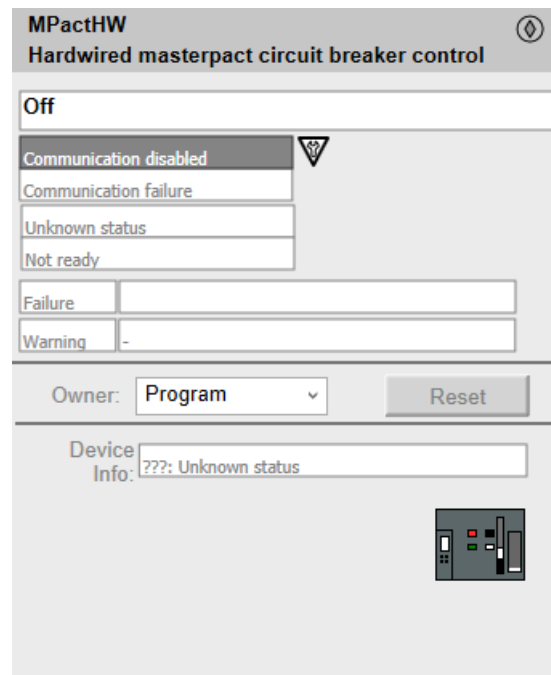 MPactHW
Hardwired masterpact circuit breaker control
Off
Communication disabled
Communication failure
Unknown status
Not ready
Failure
Warning -
Owner: Program Reset
Device
Info: ???: Unknown status